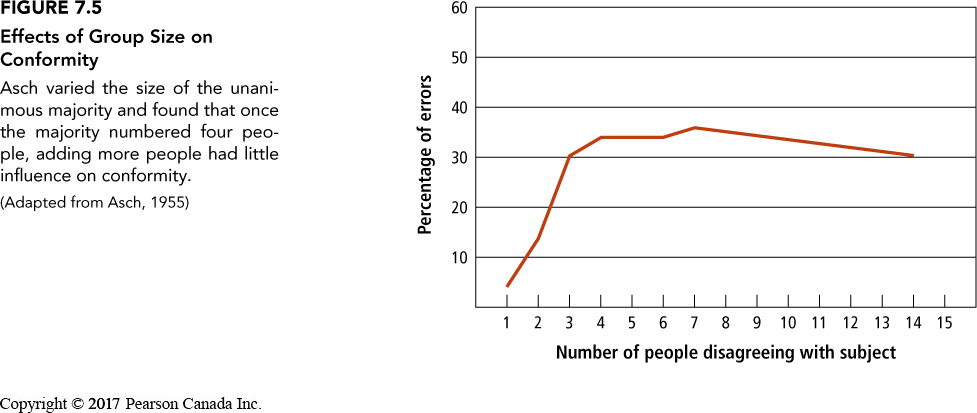 FIGURE 7.5
Effects of Group Size on
Conformity
Asch varied the size of the unani-
mous majority and found that once
the majority numbered four peo-
ple, adding more people had little
influence on conformity.
(Adapted from Asch, 1955)
Percentage of errors
60
50
40
30
20
10
1 2 3 4 5 6 7 8 9 10 11 12 13 14 15
Number of people disagreeing with subject
Copyright © 2017 Pearson Canada Inc.